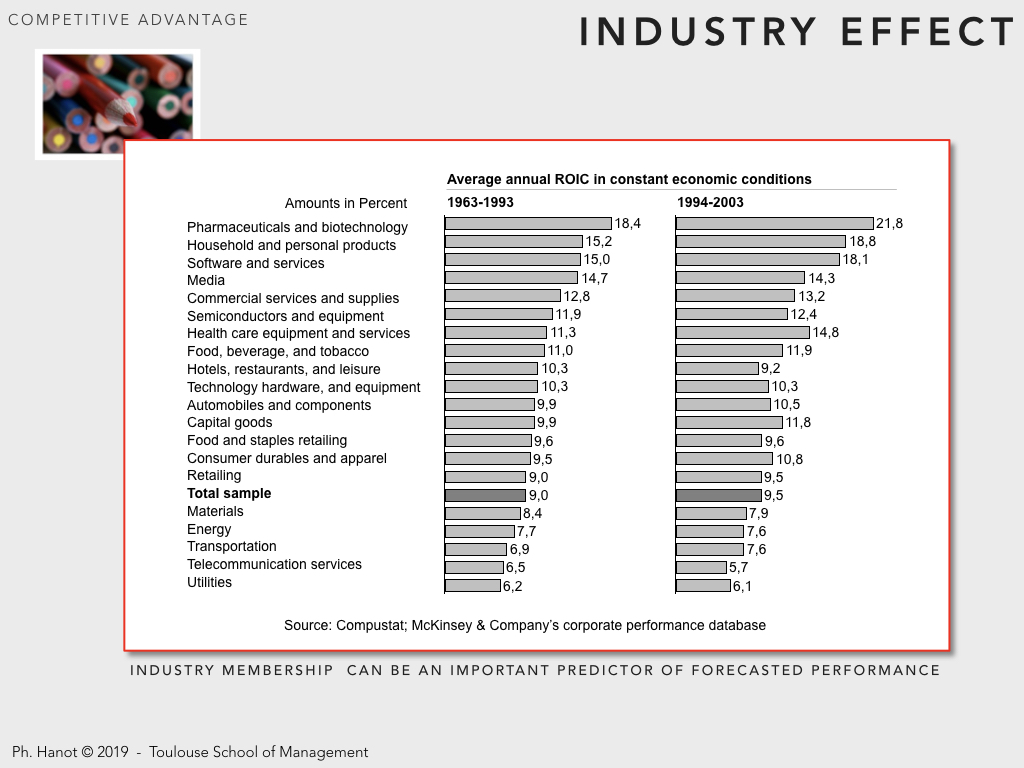 COMPETITIVE ADVANTAGE
INDUSTRY EFFECT
Average annual ROIC in constant economic conditions
Amounts in Percent 1963-1993 1994-2003
Pharmaceuticals and biotechnology 18,4 21,8
Household and personal products 15,2 18,8
Software and services 15,0 18,1
Media 14,7 14,3
Commercial services and supplies 12,8 13,2
Semiconductors and equipment 11,9 12,4
Health care equipment and services 11,3 14,8
Food, beverage, and tobacco 11,0 11,9
Hotels, restaurants, and leisure 10,3 9,2
Technology hardware, and equipment 10,3 10,3
Automobiles and components 9,9 10,5
Capital goods 9,9 11,8
Food and staples retailing 9,6 9,6
Consumer durables and apparel 9,5 10,8
Retailing 9,0 9,5
Total sample 9,0 9,5
Materials 8,4 7,9
Energy 7,7 7,6
Transportation 6,9 7,6
Telecommunication services 6,5 5,7
Utilities 6,2 6,1
Source: Compustat; McKinsey & Company's corporate performance database
INDUSTRY MEMBERSHIP CAN BE AN IMPORTANT PREDICTOR OF FORECASTED PERFORMANCE
Ph. Hanot © 2019 - Toulouse School of Management